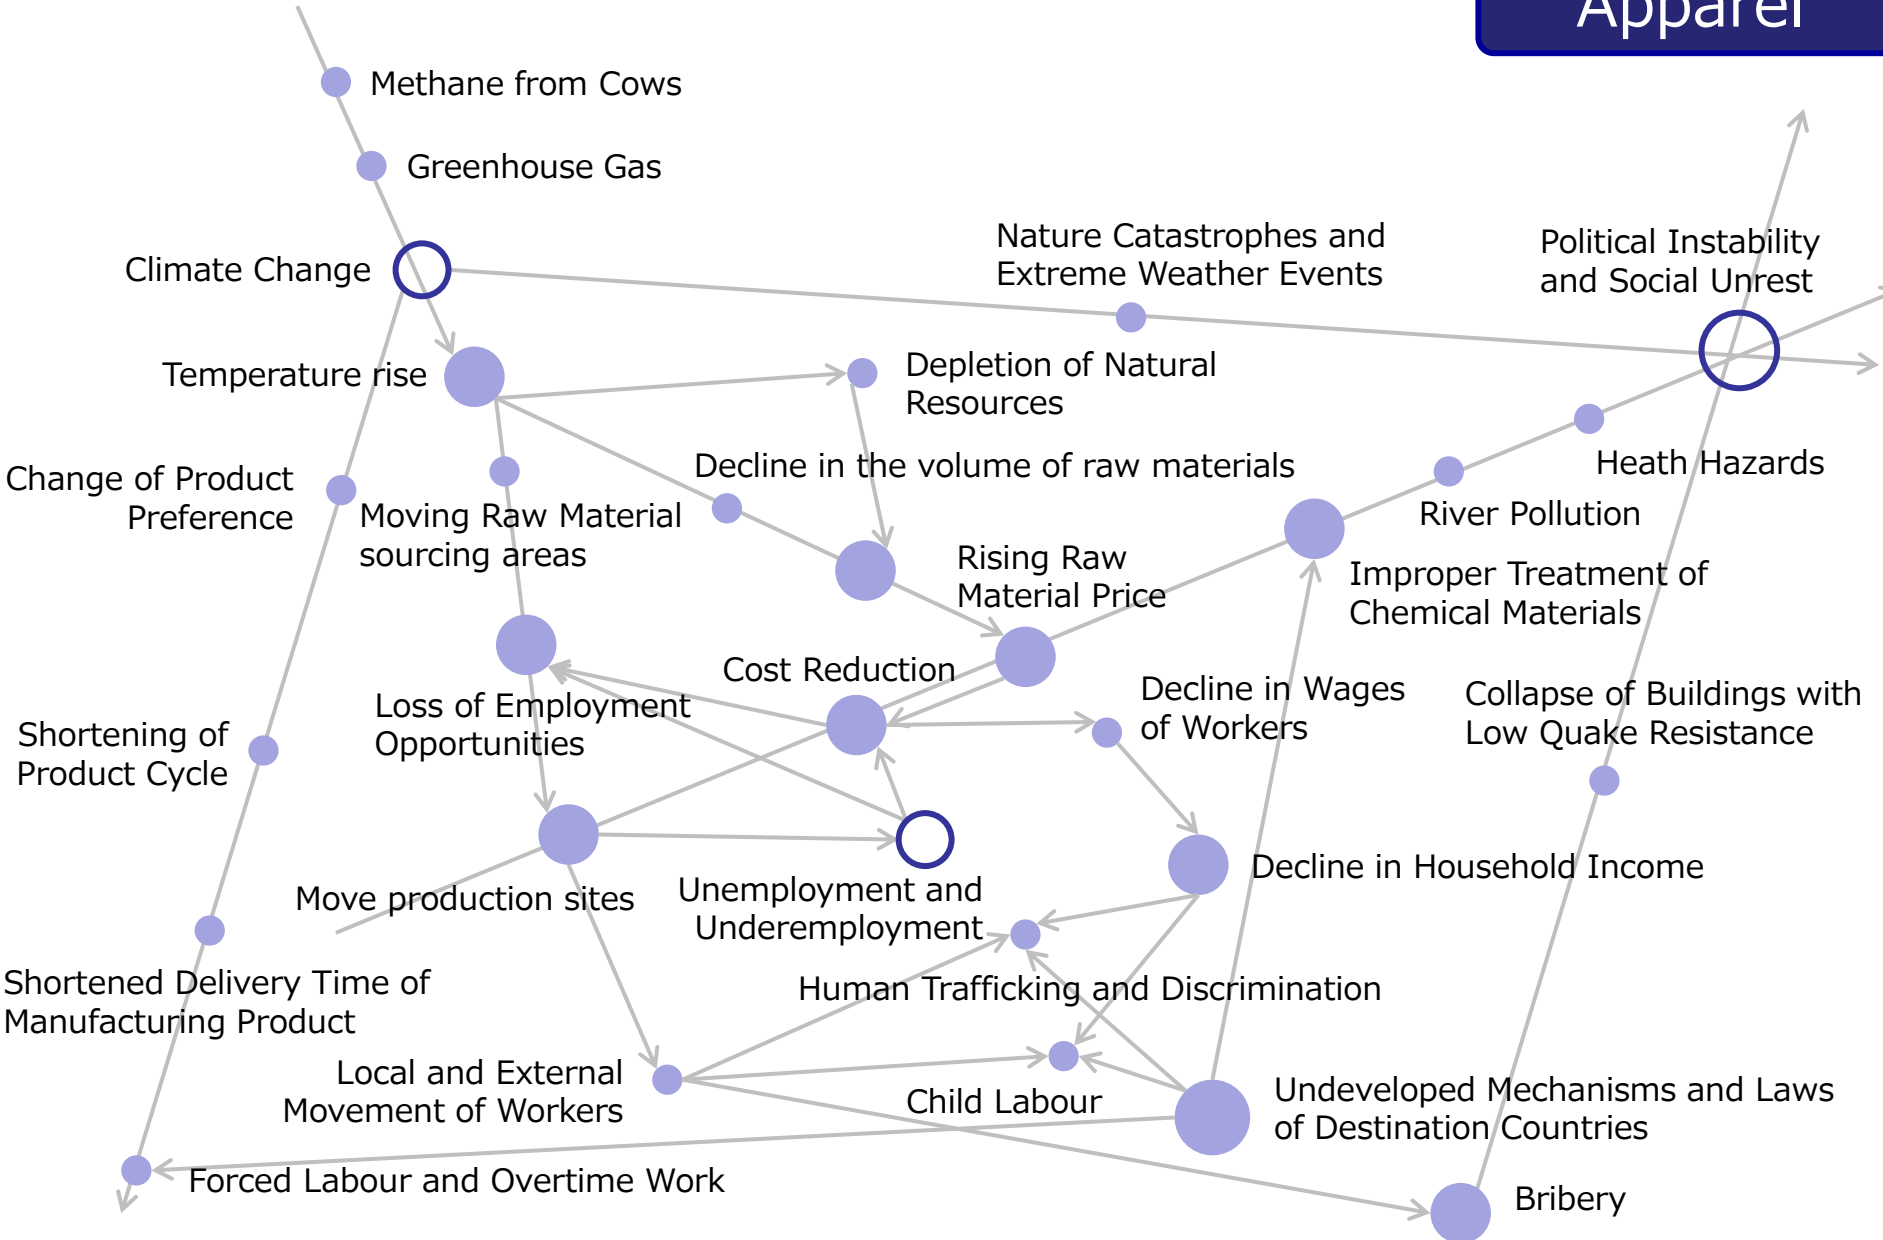 Apparel
Methane from Cows
Greenhouse Gas
Climate Change
Nature Catastrophes and
Extreme Weather Events
Political Instability
and Social Unrest
Temperature rise
Depletion of Natural
Resources
Change of Product
Preference
Decline in the volume of raw materials
Heath Hazards
Moving Raw Material
sourcing areas
River Pollution
Rising Raw
Material Price
Improper Treatment of
Chemical Materials
Cost Reduction
Loss of Employment
Opportunities
Decline in Wages
of Workers
Collapse of Buildings with
Low Quake Resistance
Shortening of
Product Cycle
Move production sites
Unemployment and
Underemployment
Decline in Household Income
Shortened Delivery Time of
Manufacturing Product
Human Trafficking and Discrimination
Local and External
Movement of Workers
Child Labour
Undeveloped Mechanisms and Laws
of Destination Countries
Forced Labour and Overtime Work
Bribery